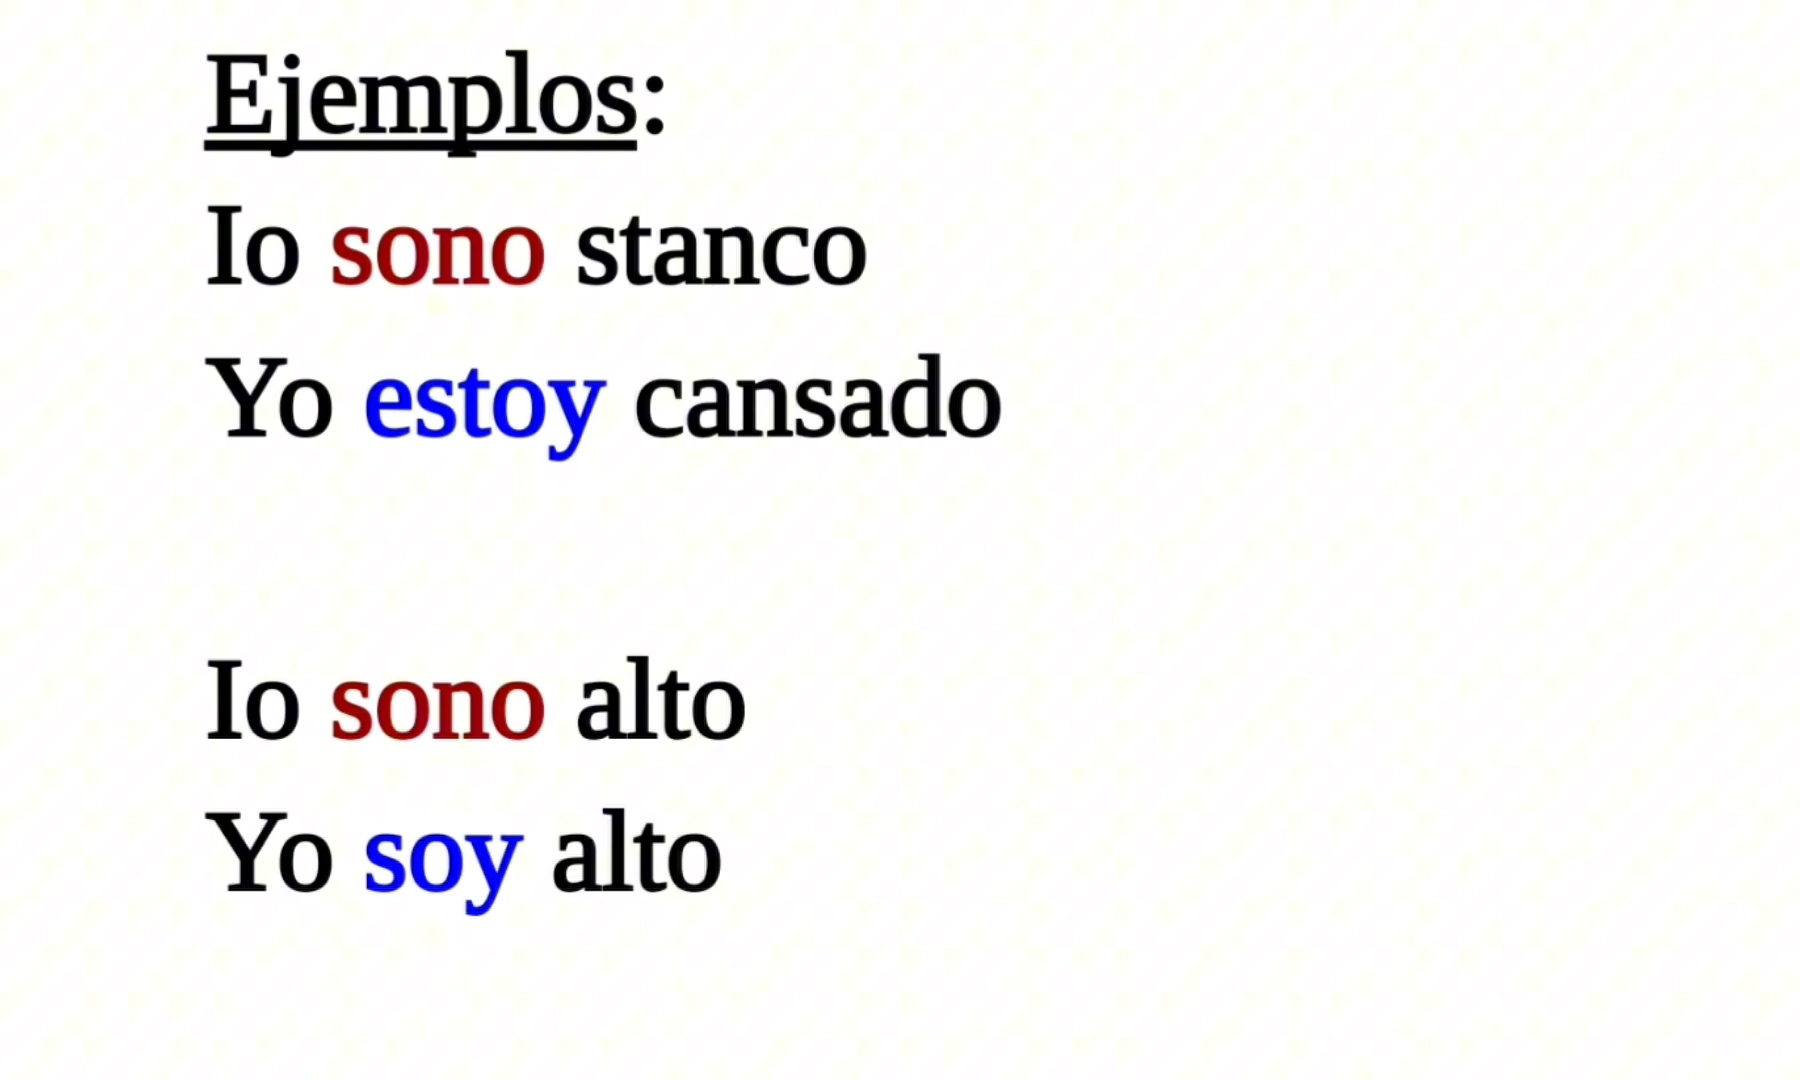 Ejemplos:
Io sono stanco
Yo estoy cansado
Io sono alto
Yo soy alto